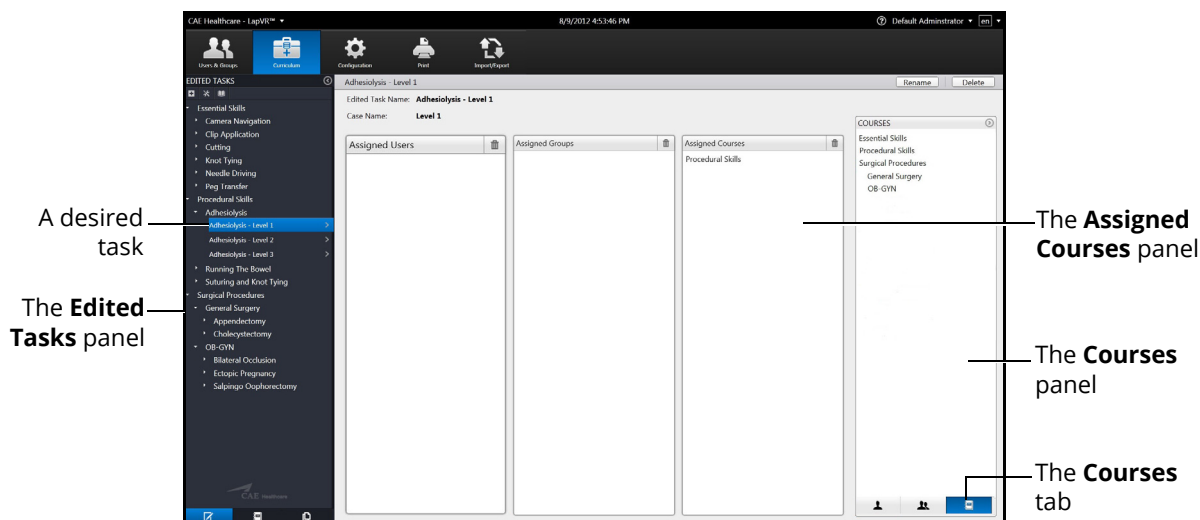 CAE Healthcare - LapVR™
8/9/2012 4:53:46 PM
Default Adminstrator
en
Users & Groups
Curriculum
Configuration
Print
Import/Export
EDITED TASKS
Essential Skills
Camera Navigation
Clip Application
Cutting
Knot Tying
Needle Driving
Peg Transfer
Procedural Skills
Adhesiolysis
Adhesiolysis - Level 1
Adhesiolysis - Level 2
Adhesiolysis - Level 3
Running The Bowel
Suturing and Knot Tying
Surgical Procedures
General Surgery
Appendectomy
Cholecystectomy
OB-GYN
Bilateral Occlusion
Ectopic Pregnancy
Salpingo Oophorectomy
CAE Healthcare
Adhesiolysis - Level 1
Rename
Delete
Edited Task Name: Adhesiolysis - Level 1
Case Name: Level 1
Assigned Users
Assigned Groups
Assigned Courses
Procedural Skills
COURSES
Essential Skills
Procedural Skills
Surgical Procedures
General Surgery
OB-GYN
A desired
task
The Edited
Tasks panel
The Assigned
Courses panel
The Courses
panel
The Courses
tab